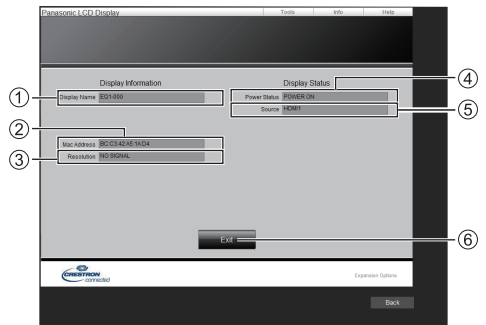 Panasonic LCD Display
Tools Info Help
Display Information
Display Status
④
①
Display Name EQ1-000
Power Status POWER ON
Source HDMI1
⑤
②
Mac Address BC:C3:42:A5:1A:D4
③
Resolution NO SIGNAL
Exit
⑥
CRESTRON
connected
Expansion Options
Back